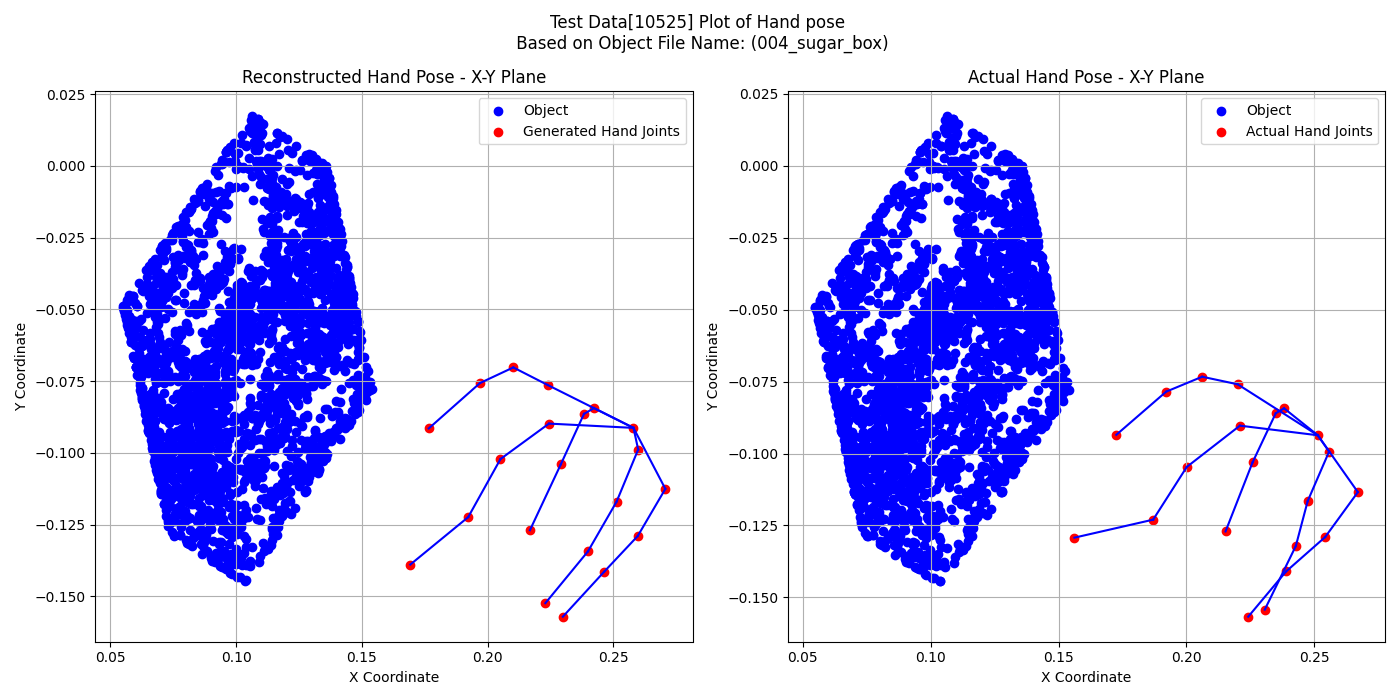 Test Data[10525] Plot of Hand pose
Based on Object File Name: (004_sugar_box)
Reconstructed Hand Pose - X-Y Plane
Object
Generated Hand Joints
Y Coordinate
0.025
0.000
−0.025
−0.050
−0.075
−0.100
−0.125
−0.150
0.05
0.10
0.15
0.20
0.25
X Coordinate
Actual Hand Pose - X-Y Plane
Object
Actual Hand Joints
Y Coordinate
0.025
0.000
−0.025
−0.050
−0.075
−0.100
−0.125
−0.150
0.05
0.10
0.15
0.20
0.25
X Coordinate